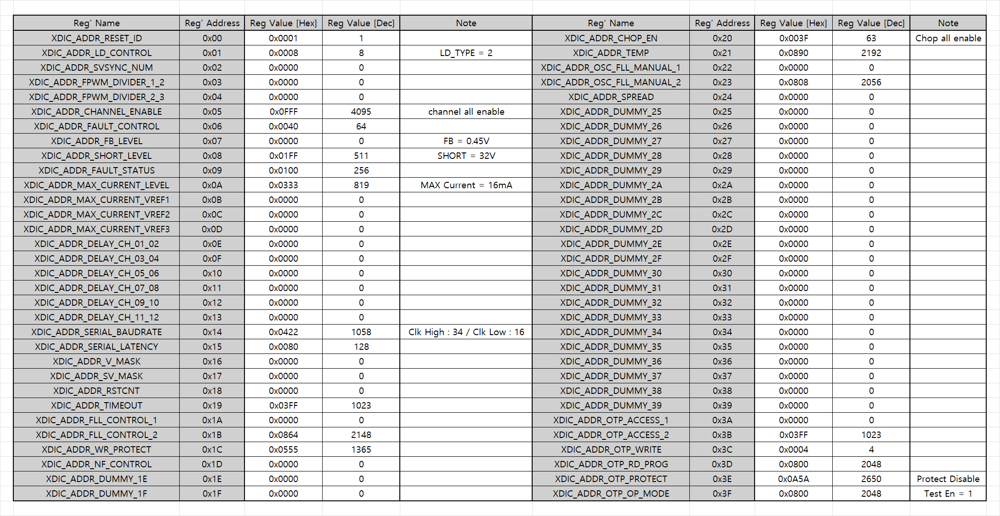 Reg' Name Reg' Address Reg Value [Hex] Reg Value [Dec] Note Reg' Name Reg' Address Reg Value [Hex] Reg Value [Dec] Note
XDIC_ADDR_RESET_ID 0x00 0x0001 1 XDIC_ADDR_CHOP_EN 0x20 0x003F 63 Chop all enable
XDIC_ADDR_LD_CONTROL 0x01 0x0008 8 LD_TYPE = 2 XDIC_ADDR_TEMP 0x21 0x0890 2192
XDIC_ADDR_SVSYNC_NUM 0x02 0x0000 0 XDIC_ADDR_OSC_FLL_MANUAL_1 0x22 0x0000 0
XDIC_ADDR_FPWM_DIVIDER_1_2 0x03 0x0000 0 XDIC_ADDR_OSC_FLL_MANUAL_2 0x23 0x0808 2056
XDIC_ADDR_FPWM_DIVIDER_2_3 0x04 0x0000 0 XDIC_ADDR_SPREAD 0x24 0x0000 0
XDIC_ADDR_CHANNEL_ENABLE 0x05 0x0FFF 4095 channel all enable XDIC_ADDR_DUMMY_25 0x25 0x0000 0
XDIC_ADDR_FAULT_CONTROL 0x06 0x0040 64 XDIC_ADDR_DUMMY_26 0x26 0x0000 0
XDIC_ADDR_FB_LEVEL 0x07 0x0000 0 FB = 0.45V XDIC_ADDR_DUMMY_27 0x27 0x0000 0
XDIC_ADDR_SHORT_LEVEL 0x08 0x01FF 511 SHORT = 32V XDIC_ADDR_DUMMY_28 0x28 0x0000 0
XDIC_ADDR_FAULT_STATUS 0x09 0x0100 256 XDIC_ADDR_DUMMY_29 0x29 0x0000 0
XDIC_ADDR_MAX_CURRENT_LEVEL 0x0A 0x0333 819 MAX Current = 16mA XDIC_ADDR_DUMMY_2A 0x2A 0x0000 0
XDIC_ADDR_MAX_CURRENT_VREF1 0x0B 0x0000 0 XDIC_ADDR_DUMMY_2B 0x2B 0x0000 0
XDIC_ADDR_MAX_CURRENT_VREF2 0x0C 0x0000 0 XDIC_ADDR_DUMMY_2C 0x2C 0x0000 0
XDIC_ADDR_MAX_CURRENT_VREF3 0x0D 0x0000 0 XDIC_ADDR_DUMMY_2D 0x2D 0x0000 0
XDIC_ADDR_DELAY_CH_01_02 0x0E 0x0000 0 XDIC_ADDR_DUMMY_2E 0x2E 0x0000 0
XDIC_ADDR_DELAY_CH_03_04 0x0F 0x0000 0 XDIC_ADDR_DUMMY_2F 0x2F 0x0000 0
XDIC_ADDR_DELAY_CH_05_06 0x10 0x0000 0 XDIC_ADDR_DUMMY_30 0x30 0x0000 0
XDIC_ADDR_DELAY_CH_07_08 0x11 0x0000 0 XDIC_ADDR_DUMMY_31 0x31 0x0000 0
XDIC_ADDR_DELAY_CH_09_10 0x12 0x0000 0 XDIC_ADDR_DUMMY_32 0x32 0x0000 0
XDIC_ADDR_DELAY_CH_11_12 0x13 0x0000 0 XDIC_ADDR_DUMMY_33 0x33 0x0000 0
XDIC_ADDR_SERIAL_BAUDRATE 0x14 0x0422 1058 Clk High : 34 / Clk Low : 16 XDIC_ADDR_DUMMY_34 0x34 0x0000 0
XDIC_ADDR_SERIAL_LATENCY 0x15 0x0080 128 XDIC_ADDR_DUMMY_35 0x35 0x0000 0
XDIC_ADDR_V_MASK 0x16 0x0000 0 XDIC_ADDR_DUMMY_36 0x36 0x0000 0
XDIC_ADDR_SV_MASK 0x17 0x0000 0 XDIC_ADDR_DUMMY_37 0x37 0x0000 0
XDIC_ADDR_RSTCNT 0x18 0x0000 0 XDIC_ADDR_DUMMY_38 0x38 0x0000 0
XDIC_ADDR_TIMEOUT 0x19 0x03FF 1023 XDIC_ADDR_DUMMY_39 0x39 0x0000 0
XDIC_ADDR_FLL_CONTROL_1 0x1A 0x0000 0 XDIC_ADDR_OTP_ACCESS_1 0x3A 0x0000 0
XDIC_ADDR_FLL_CONTROL_2 0x1B 0x0864 2148 XDIC_ADDR_OTP_ACCESS_2 0x3B 0x03FF 1023
XDIC_ADDR_WR_PROTECT 0x1C 0x0555 1365 XDIC_ADDR_OTP_WRITE 0x3C 0x0004 4
XDIC_ADDR_NF_CONTROL 0x1D 0x0000 0 XDIC_ADDR_OTP_RD_PROG 0x3D 0x0800 2048
XDIC_ADDR_DUMMY_1E 0x1E 0x0000 0 XDIC_ADDR_OTP_PROTECT 0x3E 0x0A5A 2650 Protect Disable
XDIC_ADDR_DUMMY_1F 0x1F 0x0000 0 XDIC_ADDR_OTP_OP_MODE 0x3F 0x0800 2048 Test En = 1